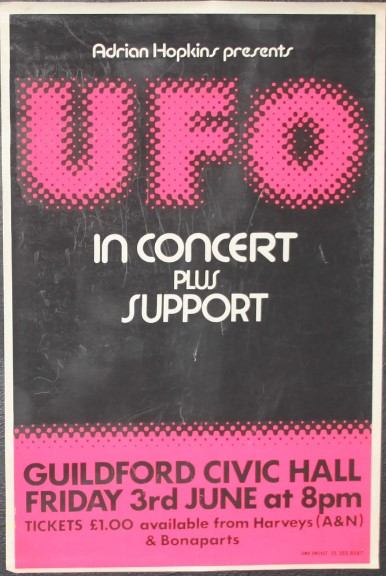 Adrian Hopkins presents
UFO
IN CONCERT
PLUS
SUPPORT
GUILDFORD CIVIC HALL
FRIDAY 3rd JUNE at 8pm
TICKETS £1.00 available from Harveys (A&N)
& Bonaparts